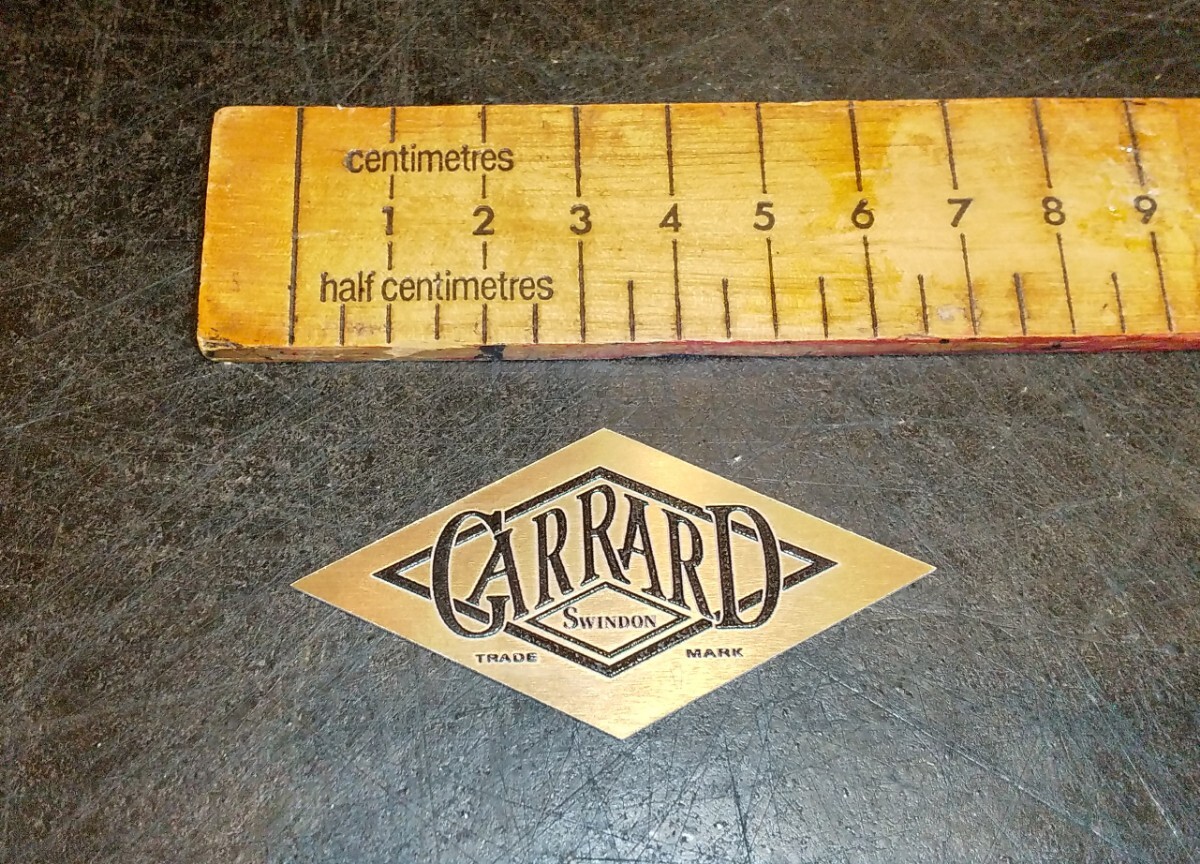 centimetres
1 2 3 4 5 6 7 8 9
half centimetres
GARRARD
SWINDON
TRADE MARK